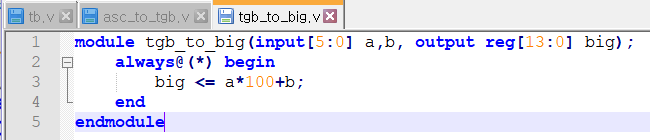 tb.v asc_to_tgb.v tgb_to_big.v
1 module tgb_to_big(input[5:0] a,b, output reg[13:0] big);
2 always@(*) begin
3 big <= a*100+b;
4 end
5 endmodule